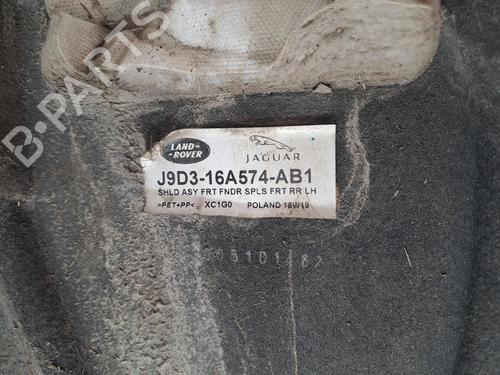 B-PARTS
LAND-
ROVER
JAGUAR
J9D3-16A574-AB1
SHLD ASY FRT FNDR SPLS FRT RR LH
>PET+PP< XC1G0 POLAND 18W19